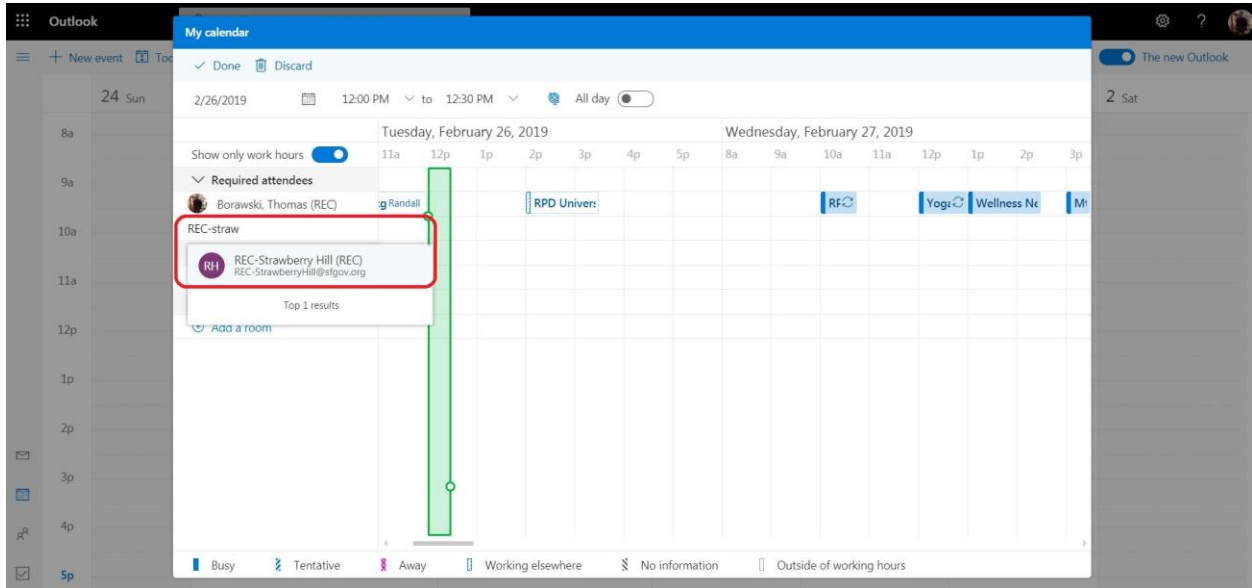 Outlook
?
My calendar
New event
Toc
The new Outlook
Done
Discard
24 Sun
2/26/2019
12:00 PM
to
12:30 PM
All day
2 Sat
Tuesday, February 26, 2019
Wednesday, February 27, 2019
8a
Show only work hours
11a 12p 1p 2p 3p 4p 5p 8a 9a 10a 11a 12p 1p 2p 3p
9a
Required attendees
Borawski, Thomas (REC)
Randall
RPD Univer
Wellness Ne
10a
REC-straw
RH
REC-Strawberry Hill (REC)
REC-StrawberryHill@sfgov.org
11a
Top 1 results
12p
Add a room
1p
2p
3p
4p
5p
Busy
Tentative
Away
Working elsewhere
No information
Outside of working hours